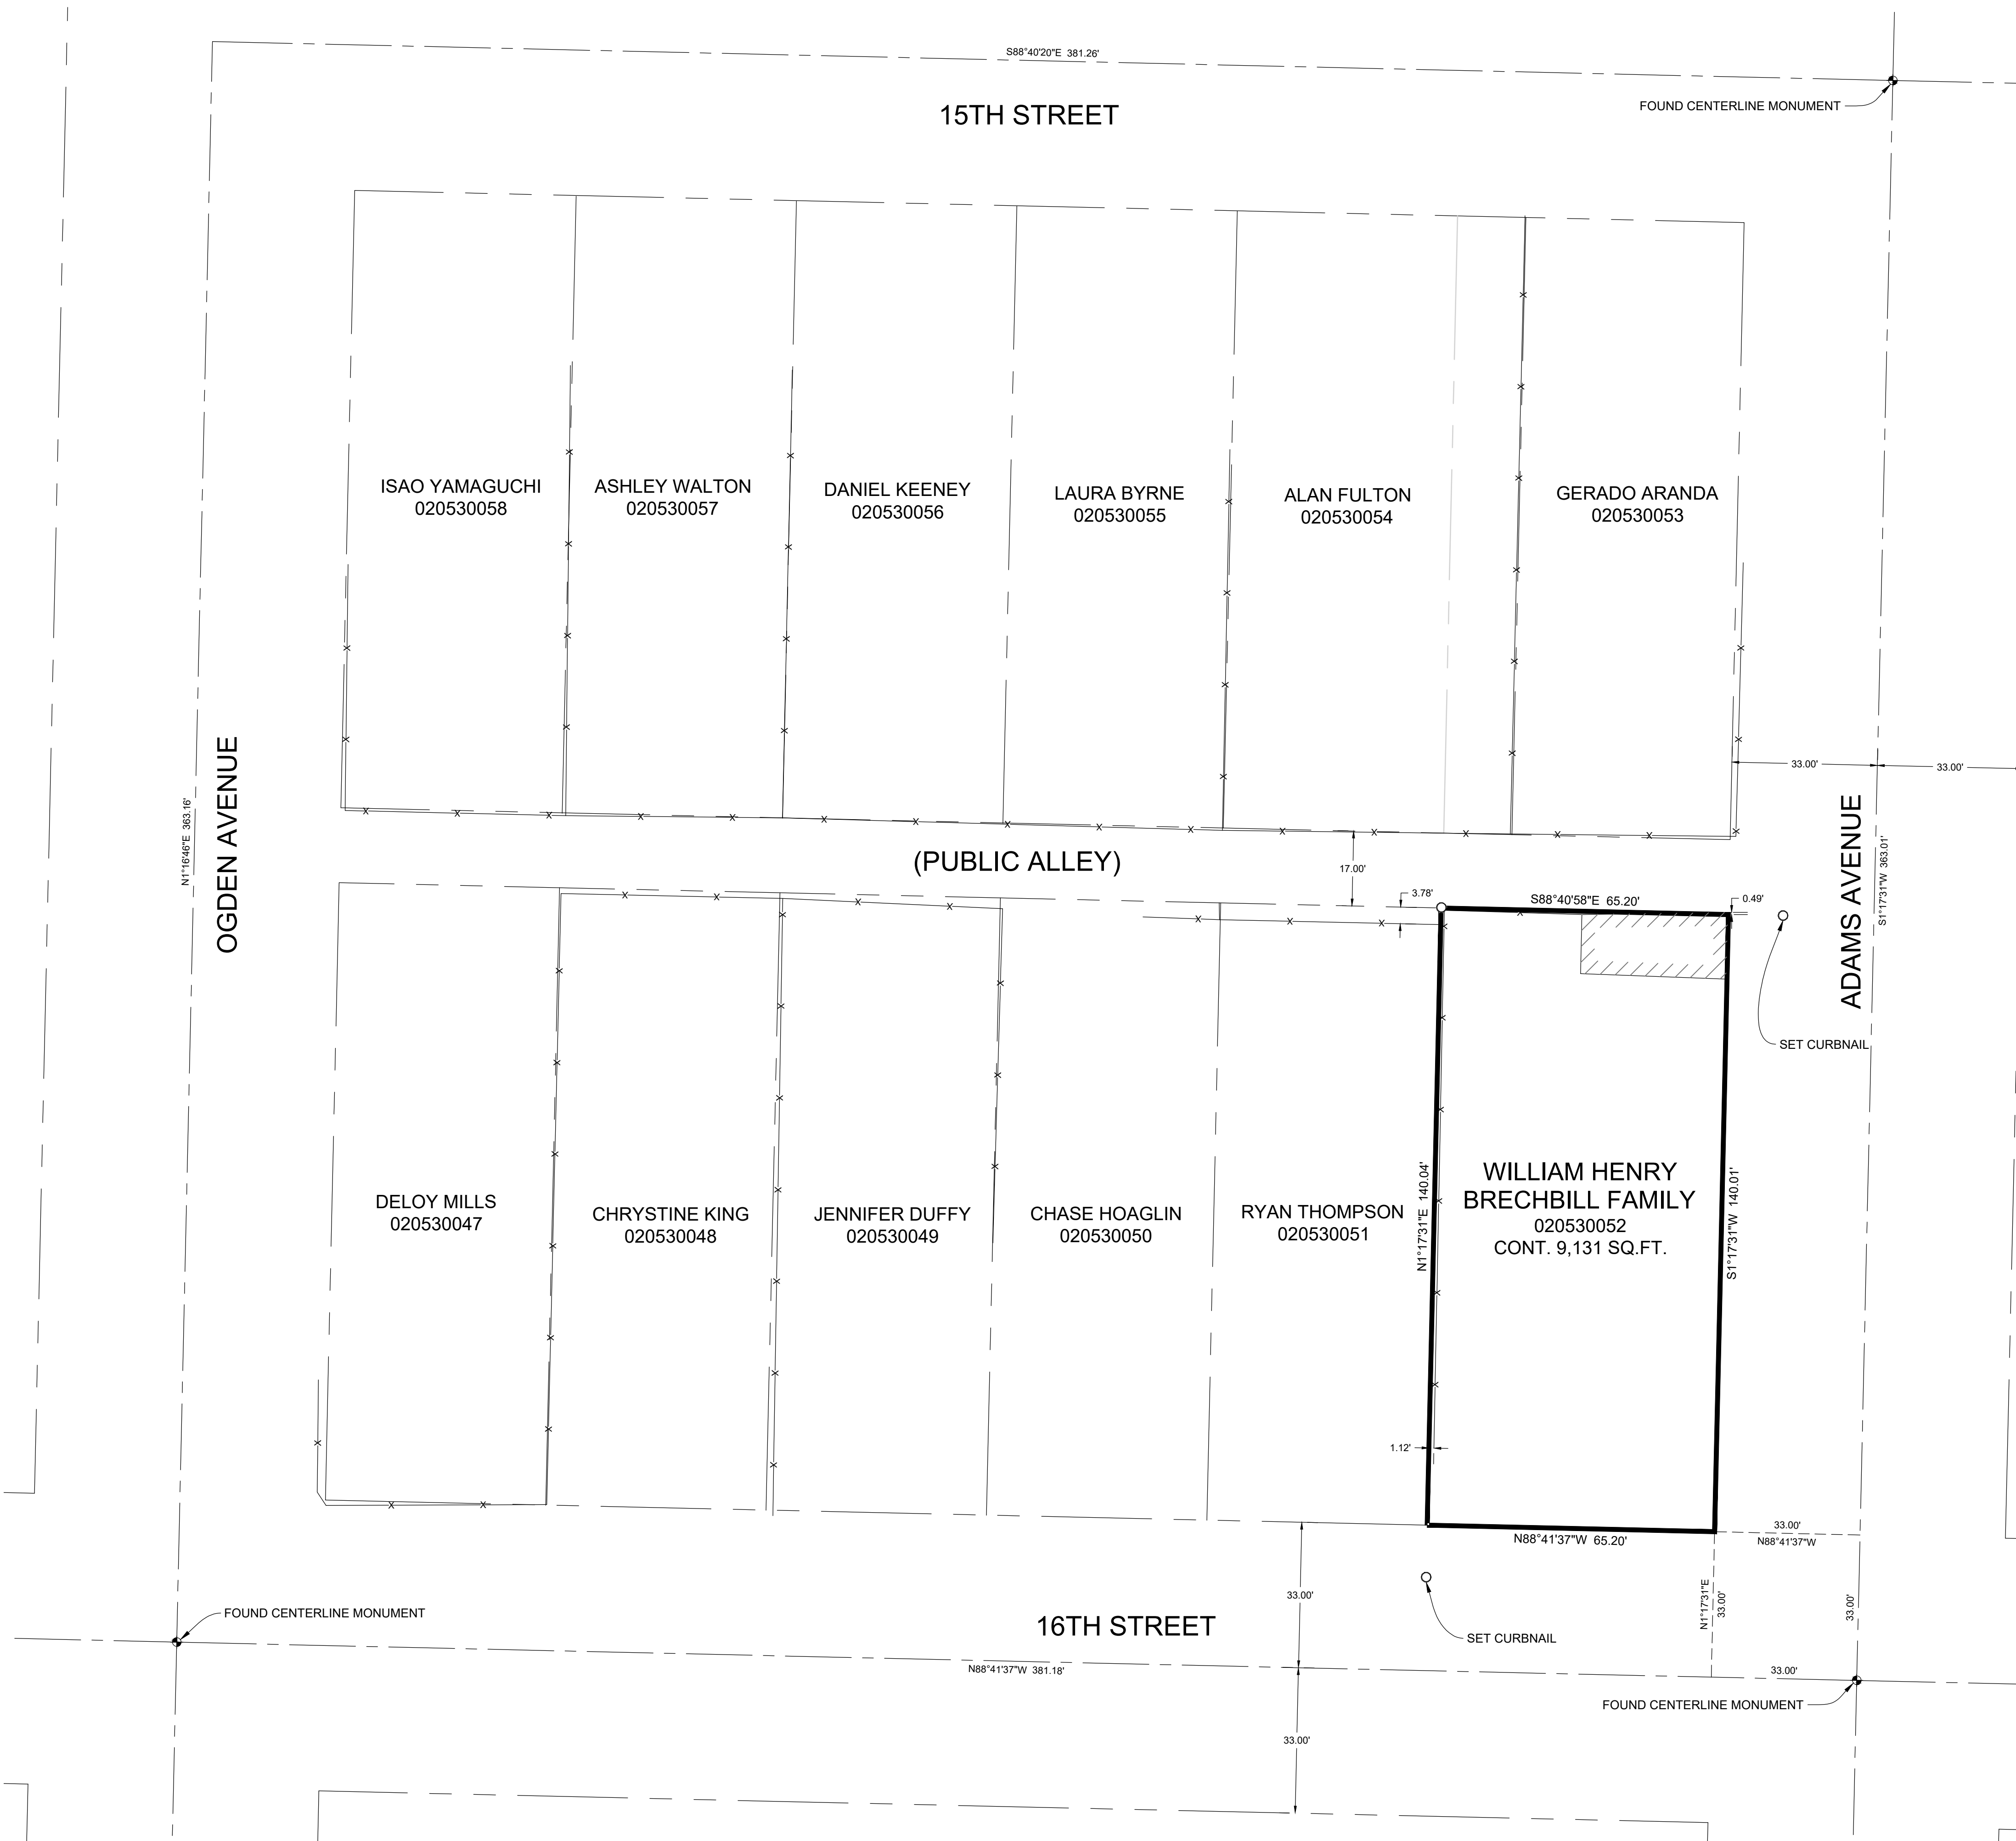 S88°40'20"E 381.26'
15TH STREET
FOUND CENTERLINE MONUMENT
ISAO YAMAGUCHI
020530058
ASHLEY WALTON
020530057
DANIEL KEENEY
020530056
LAURA BYRNE
020530055
ALAN FULTON
020530054
GERADO ARANDA
020530053
33.00'
33.00'
OGDEN AVENUE
N1°16'46"E 363.16'
(PUBLIC ALLEY)
17.00'
ADAMS AVENUE
S1°17'31"W 363.01'
3.78'
S88°40'58"E 65.20'
0.49'
SET CURBNAIL
DELOY MILLS
020530047
CHRYSTINE KING
020530048
JENNIFER DUFFY
020530049
CHASE HOAGLIN
020530050
RYAN THOMPSON
020530051
N1°17'31"E 140.04'
WILLIAM HENRY
BRECHBILL FAMILY
020530052
CONT. 9,131 SQ.FT.
S1°17'31"W 140.01'
1.12'
N88°41'37"W 65.20'
33.00'
N88°41'37"W
33.00'
N1°17'31"E
33.00'
33.00'
FOUND CENTERLINE MONUMENT
16TH STREET
SET CURBNAIL
N88°41'37"W 381.18'
33.00'
FOUND CENTERLINE MONUMENT
33.00'